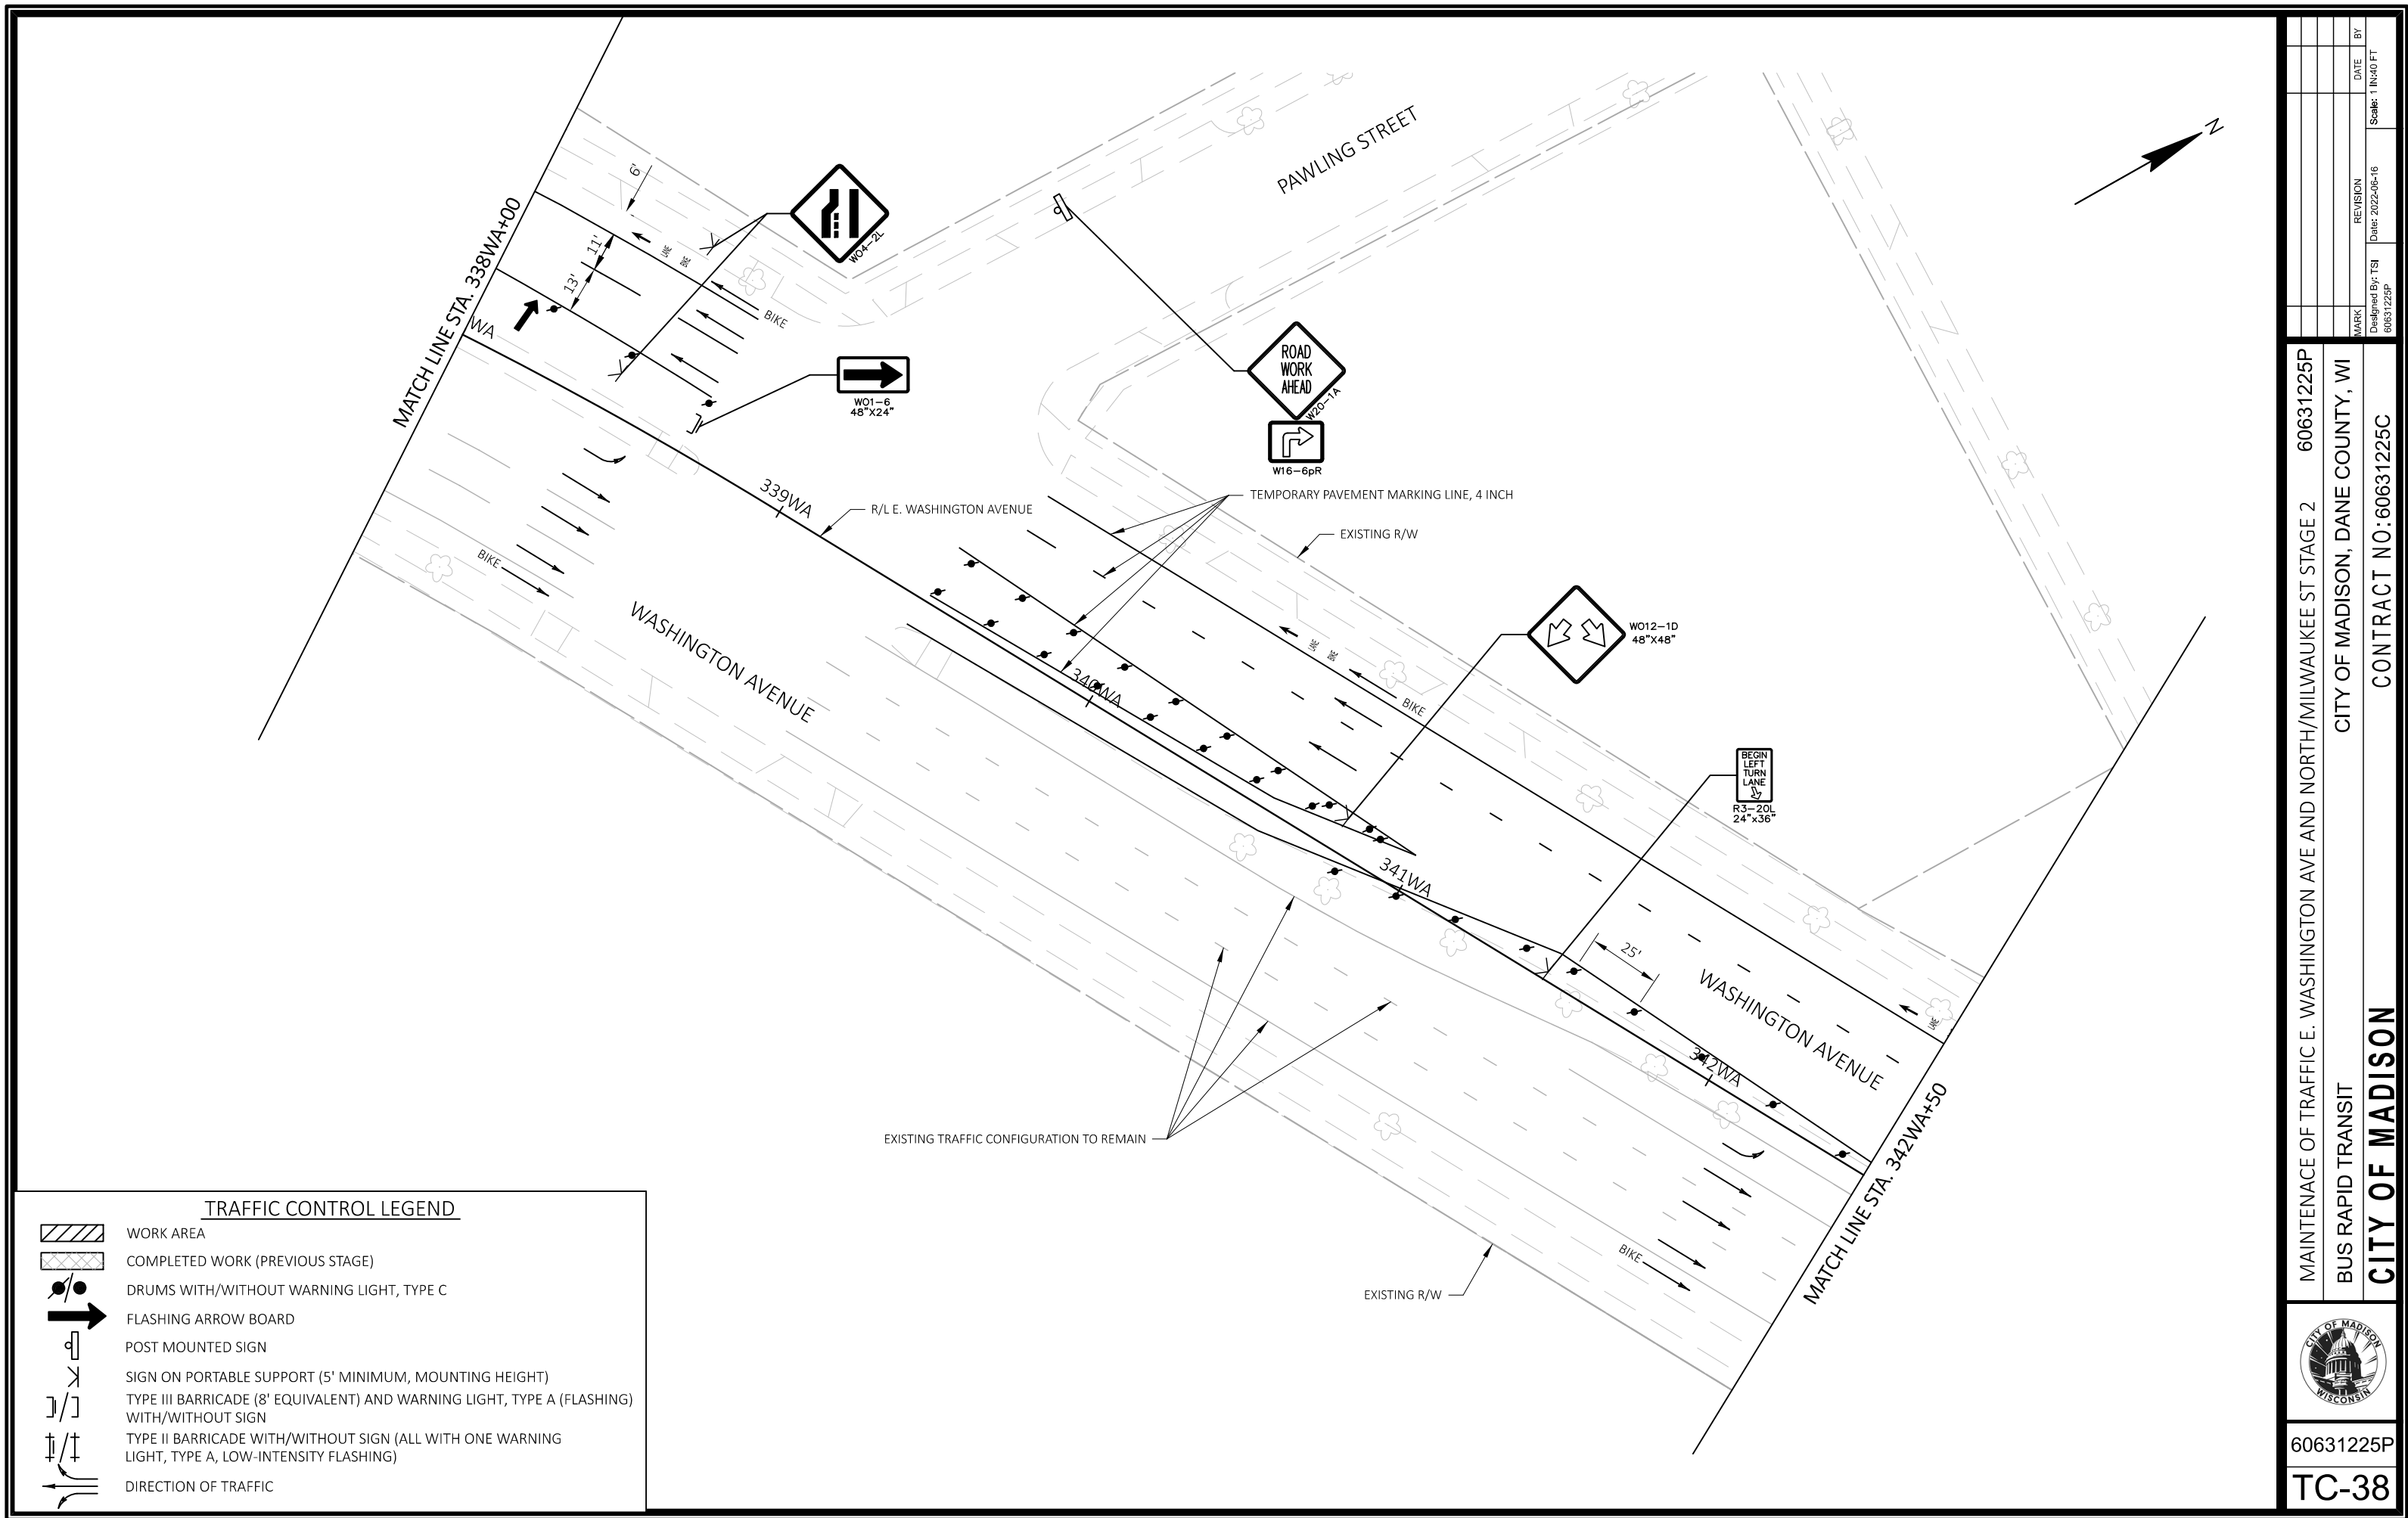 PAWLING STREET
N
6'
11'
13'
LANE
BIKE
BIKE
WO4-2L
MATCH LINE STA. 338WA+00
WA
WO1-6
48"X24"
ROAD
WORK
AHEAD
W20-1A
W16-6pR
339WA
R/L E. WASHINGTON AVENUE
TEMPORARY PAVEMENT MARKING LINE, 4 INCH
EXISTING R/W
BIKE
WASHINGTON AVENUE
340WA
LANE
BIKE
BIKE
WO12-1D
48"X48"
BEGIN
LEFT
TURN
LANE
R3-20L
24"x36"
341WA
25'
WASHINGTON AVENUE
LANE
342WA
MATCH LINE STA. 342WA+50
EXISTING TRAFFIC CONFIGURATION TO REMAIN
BIKE
EXISTING R/W
TRAFFIC CONTROL LEGEND
WORK AREA
COMPLETED WORK (PREVIOUS STAGE)
DRUMS WITH/WITHOUT WARNING LIGHT, TYPE C
FLASHING ARROW BOARD
POST MOUNTED SIGN
SIGN ON PORTABLE SUPPORT (5' MINIMUM, MOUNTING HEIGHT)
TYPE III BARRICADE (8' EQUIVALENT) AND WARNING LIGHT, TYPE A (FLASHING)
WITH/WITHOUT SIGN
TYPE II BARRICADE WITH/WITHOUT SIGN (ALL WITH ONE WARNING
LIGHT, TYPE A, LOW-INTENSITY FLASHING)
DIRECTION OF TRAFFIC
MARK REVISION DATE BY
Designed By: TSI Date: 2022-06-16 Scale: 1 IN:40 FT
60631225P
MAINTENACE OF TRAFFIC E. WASHINGTON AVE AND NORTH/MILWAUKEE ST STAGE 2 60631225P
BUS RAPID TRANSIT CITY OF MADISON, DANE COUNTY, WI
CITY OF MADISON CONTRACT NO:60631225C
CITY OF MADISON
WISCONSIN
60631225P
TC-38